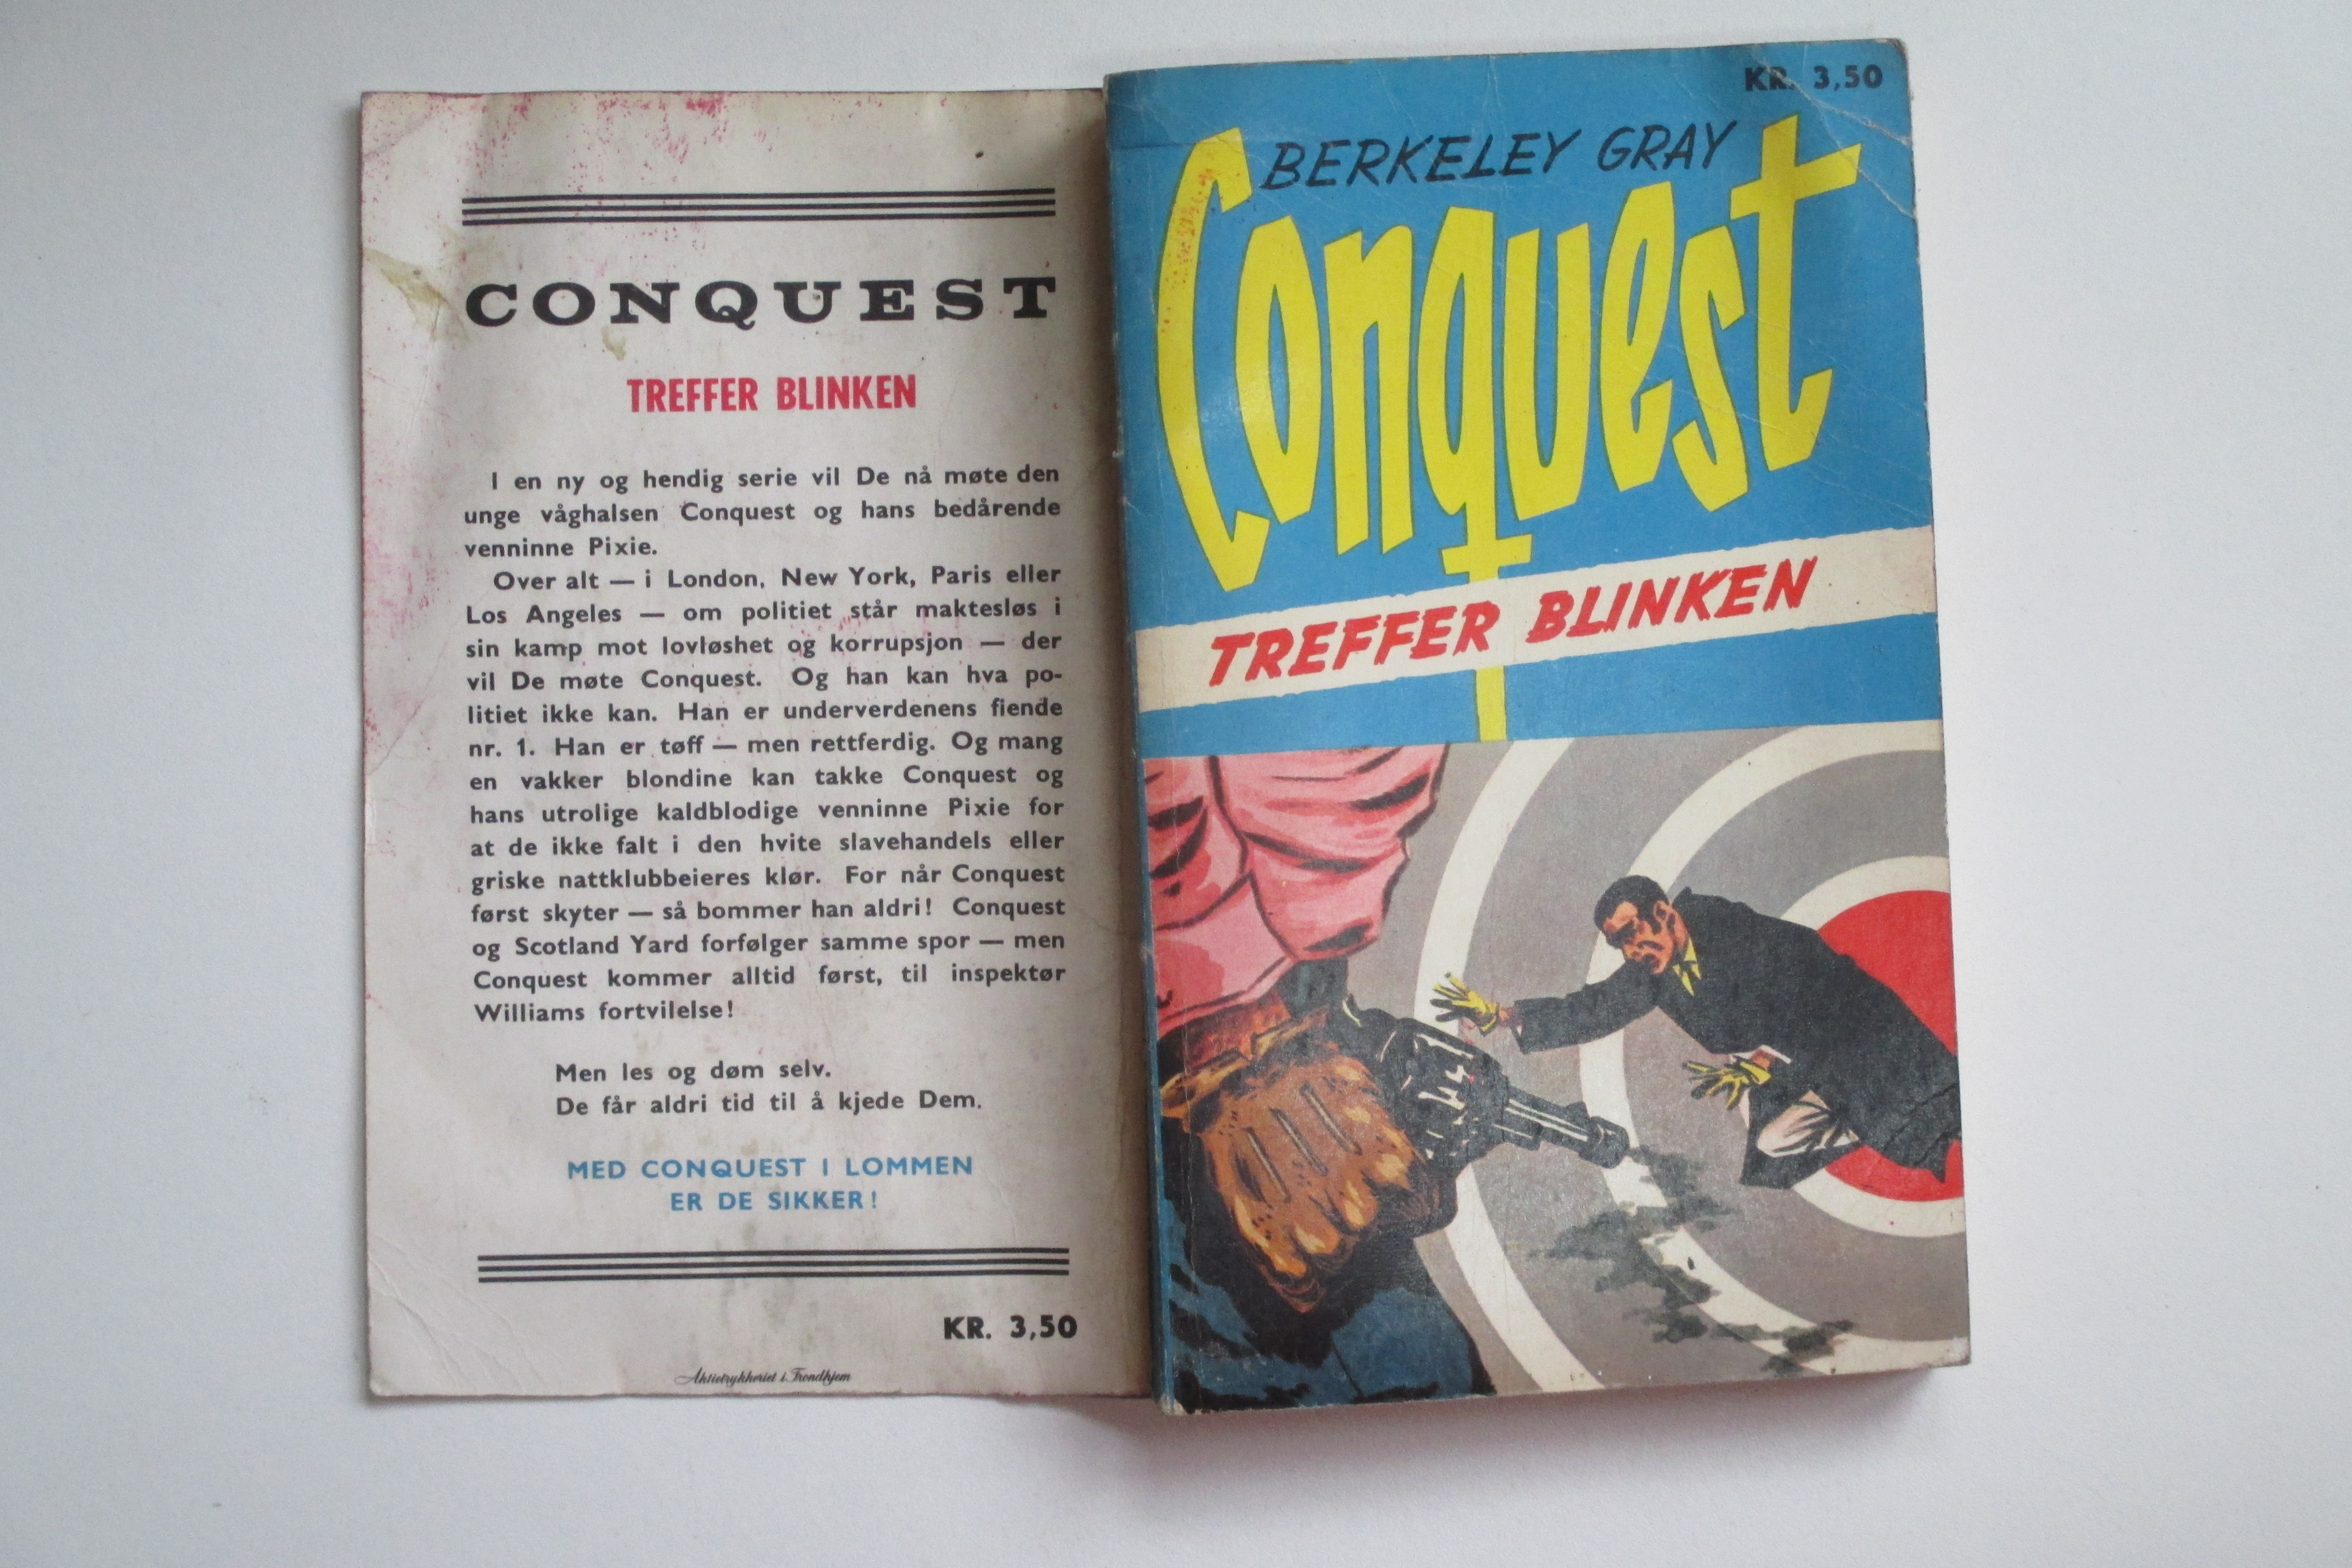 CONQUEST
TREFFER BLINKEN
I en ny og hendig serie vil De nå møte den
unge våghalsen Conquest og hans bedårende
venninne Pixie.
Over alt — i London, New York, Paris eller
Los Angeles — om politiet står maktesløs i
sin kamp mot lovløshet og korrupsjon — der
vil De møte Conquest. Og han kan hva po-
litiet ikke kan. Han er underverdenens fiende
nr. 1. Han er tøff — men rettferdig. Og mang
en vakker blondine kan takke Conquest og
hans utrolige kaldblodige venninne Pixie for
at de ikke falt i den hvite slavehandels eller
griske nattklubbeieres klør. For når Conquest
først skyter — så bommer han aldri! Conquest
og Scotland Yard forfølger samme spor — men
Conquest kommer alltid først, til inspektør
Williams fortvilelse!
Men les og døm selv.
De får aldri tid til å kjede Dem.
MED CONQUEST I LOMMEN
ER DE SIKKER!
KR. 3,50
Aktietrykkeriet i Trondhjem
KR. 3,50
BERKELEY GRAY
Conquest
TREFFER BLINKEN